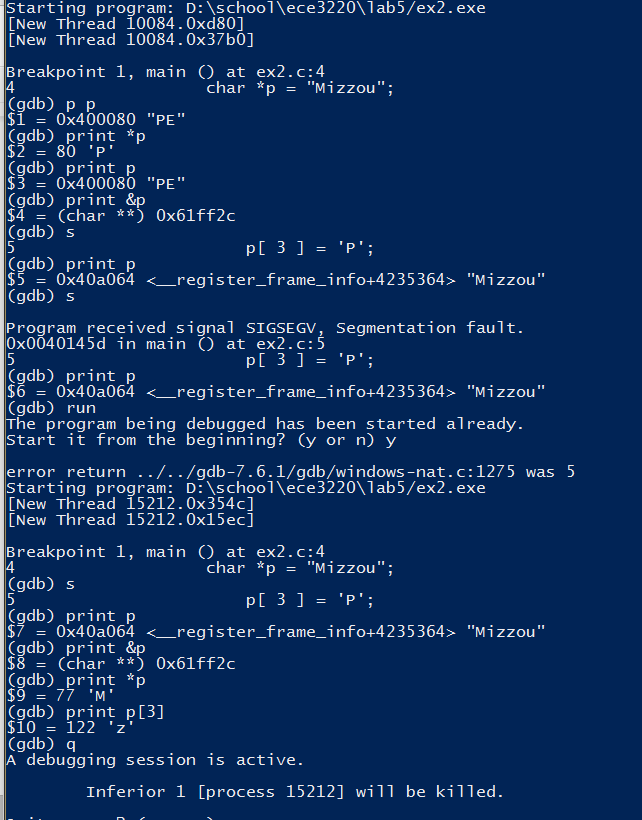 Starting program: D:\school\ece3220\lab5/ex2.exe
[New Thread 10084.0xd80]
[New Thread 10084.0x37b0]
Breakpoint 1, main () at ex2.c:4
4 char *p = "Mizzou";
(gdb) p p
$1 = 0x400080 "PE"
(gdb) print *p
$2 = 80 'P'
(gdb) print p
$3 = 0x400080 "PE"
(gdb) print &p
$4 = (char **) 0x61ff2c
(gdb) s
5 p[ 3 ] = 'P';
(gdb) print p
$5 = 0x40a064 <__register_frame_info+4235364> "Mizzou"
(gdb) s
Program received signal SIGSEGV, Segmentation fault.
0x0040145d in main () at ex2.c:5
5 p[ 3 ] = 'P';
(gdb) print p
$6 = 0x40a064 <__register_frame_info+4235364> "Mizzou"
(gdb) run
The program being debugged has been started already.
Start it from the beginning? (y or n) y
error return ../../gdb-7.6.1/gdb/windows-nat.c:1275 was 5
Starting program: D:\school\ece3220\lab5/ex2.exe
[New Thread 15212.0x354c]
[New Thread 15212.0x15ec]
Breakpoint 1, main () at ex2.c:4
4 char *p = "Mizzou";
(gdb) s
5 p[ 3 ] = 'P';
(gdb) print p
$7 = 0x40a064 <__register_frame_info+4235364> "Mizzou"
(gdb) print &p
$8 = (char **) 0x61ff2c
(gdb) print *p
$9 = 77 'M'
(gdb) print p[3]
$10 = 122 'z'
(gdb) q
A debugging session is active.
Inferior 1 [process 15212] will be killed.